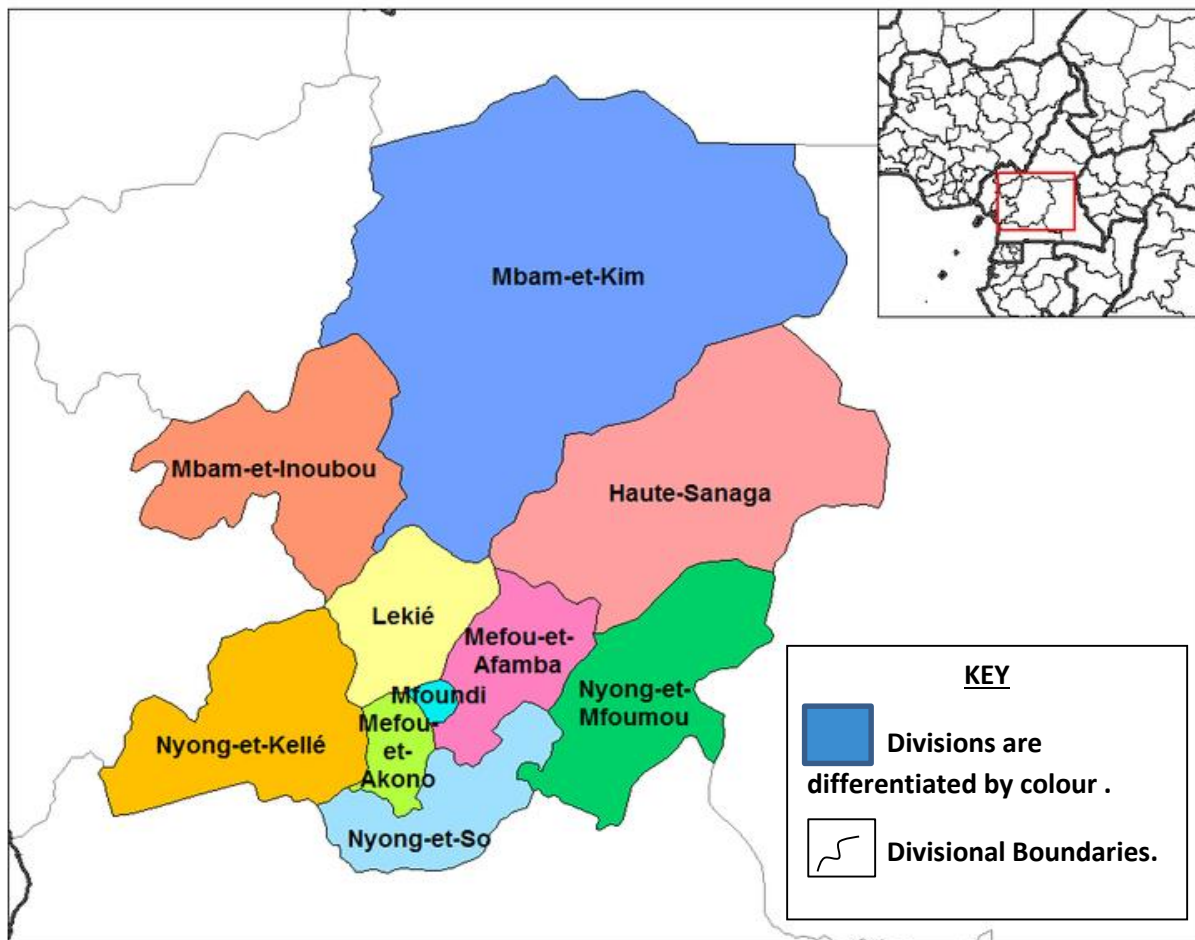 Mbam-et-Kim
Mbam-et-Inoubou
Haute-Sanaga
Lekié
Mefou-et-
Afamba
Mfoundi
Nyong-et-
Mfoumou
Nyong-et-Kellé
Mefou-
et-
Akono
Nyong-et-So
KEY
Divisions are
differentiated by colour .
Divisional Boundaries.